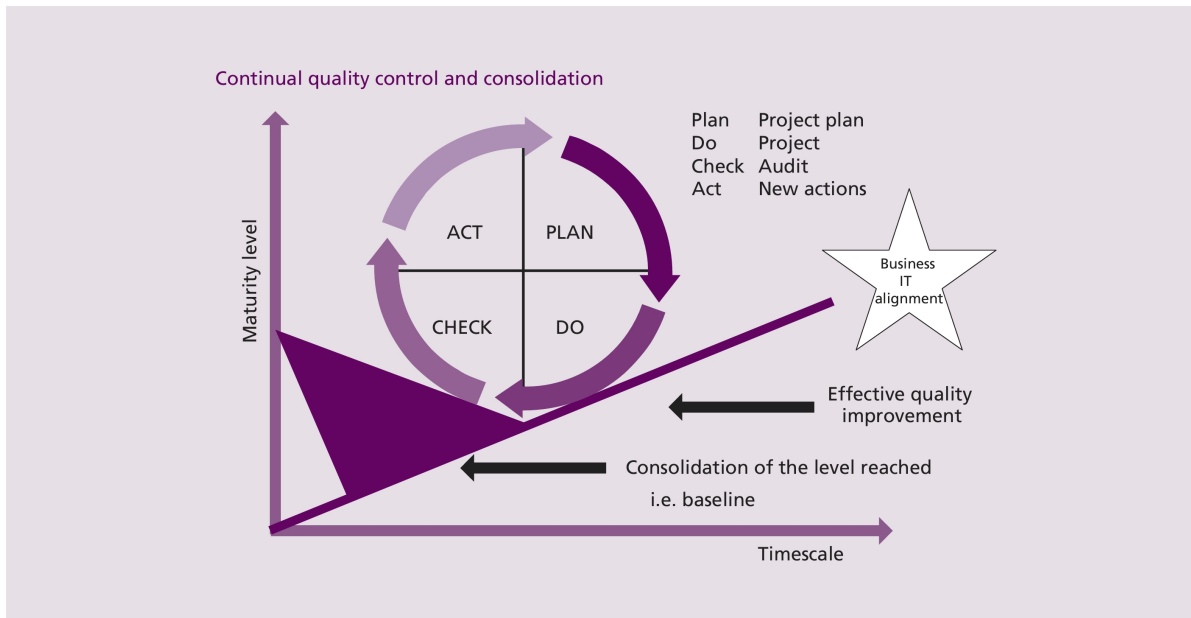 Continual quality control and consolidation
Plan Project plan
Do Project
Check Audit
Act New actions
Maturity level
ACT PLAN
CHECK DO
Business
IT
alignment
Effective quality
improvement
Consolidation of the level reached
i.e. baseline
Timescale